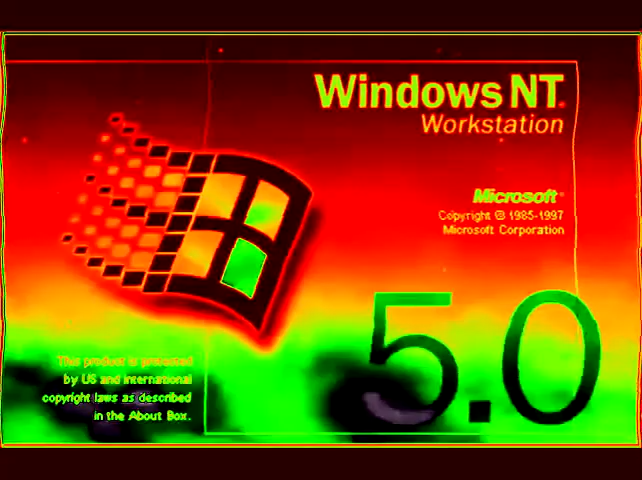 Windows NT
Workstation
Microsoft
Copyright © 1985-1997
Microsoft Corporation
5.0
This product is protected
by US and international
copyright laws as described
in the About Box.